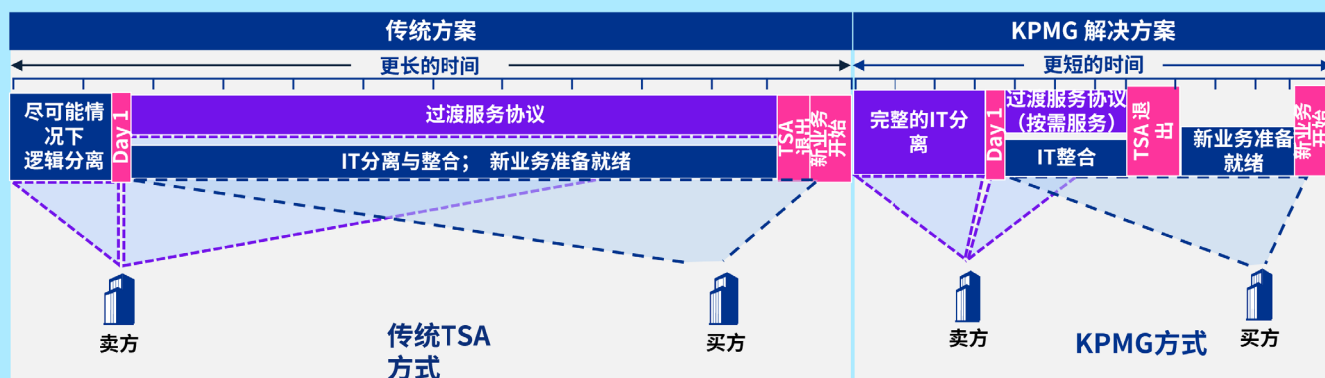 传统方案
更长的时间
尽可能情
况下
逻辑分离
Day 1
过渡服务协议
IT分离与整合； 新业务准备就绪
TSA
退出
新业务
开始
卖方
买方
传统TSA
方式
KPMG 解决方案
更短的时间
完整的IT分
离
Day 1
过渡服务协议
（按需服务）
IT整合
TSA 退
出
新业务准备
就绪
新业务
开始
卖方
买方
KPMG方式